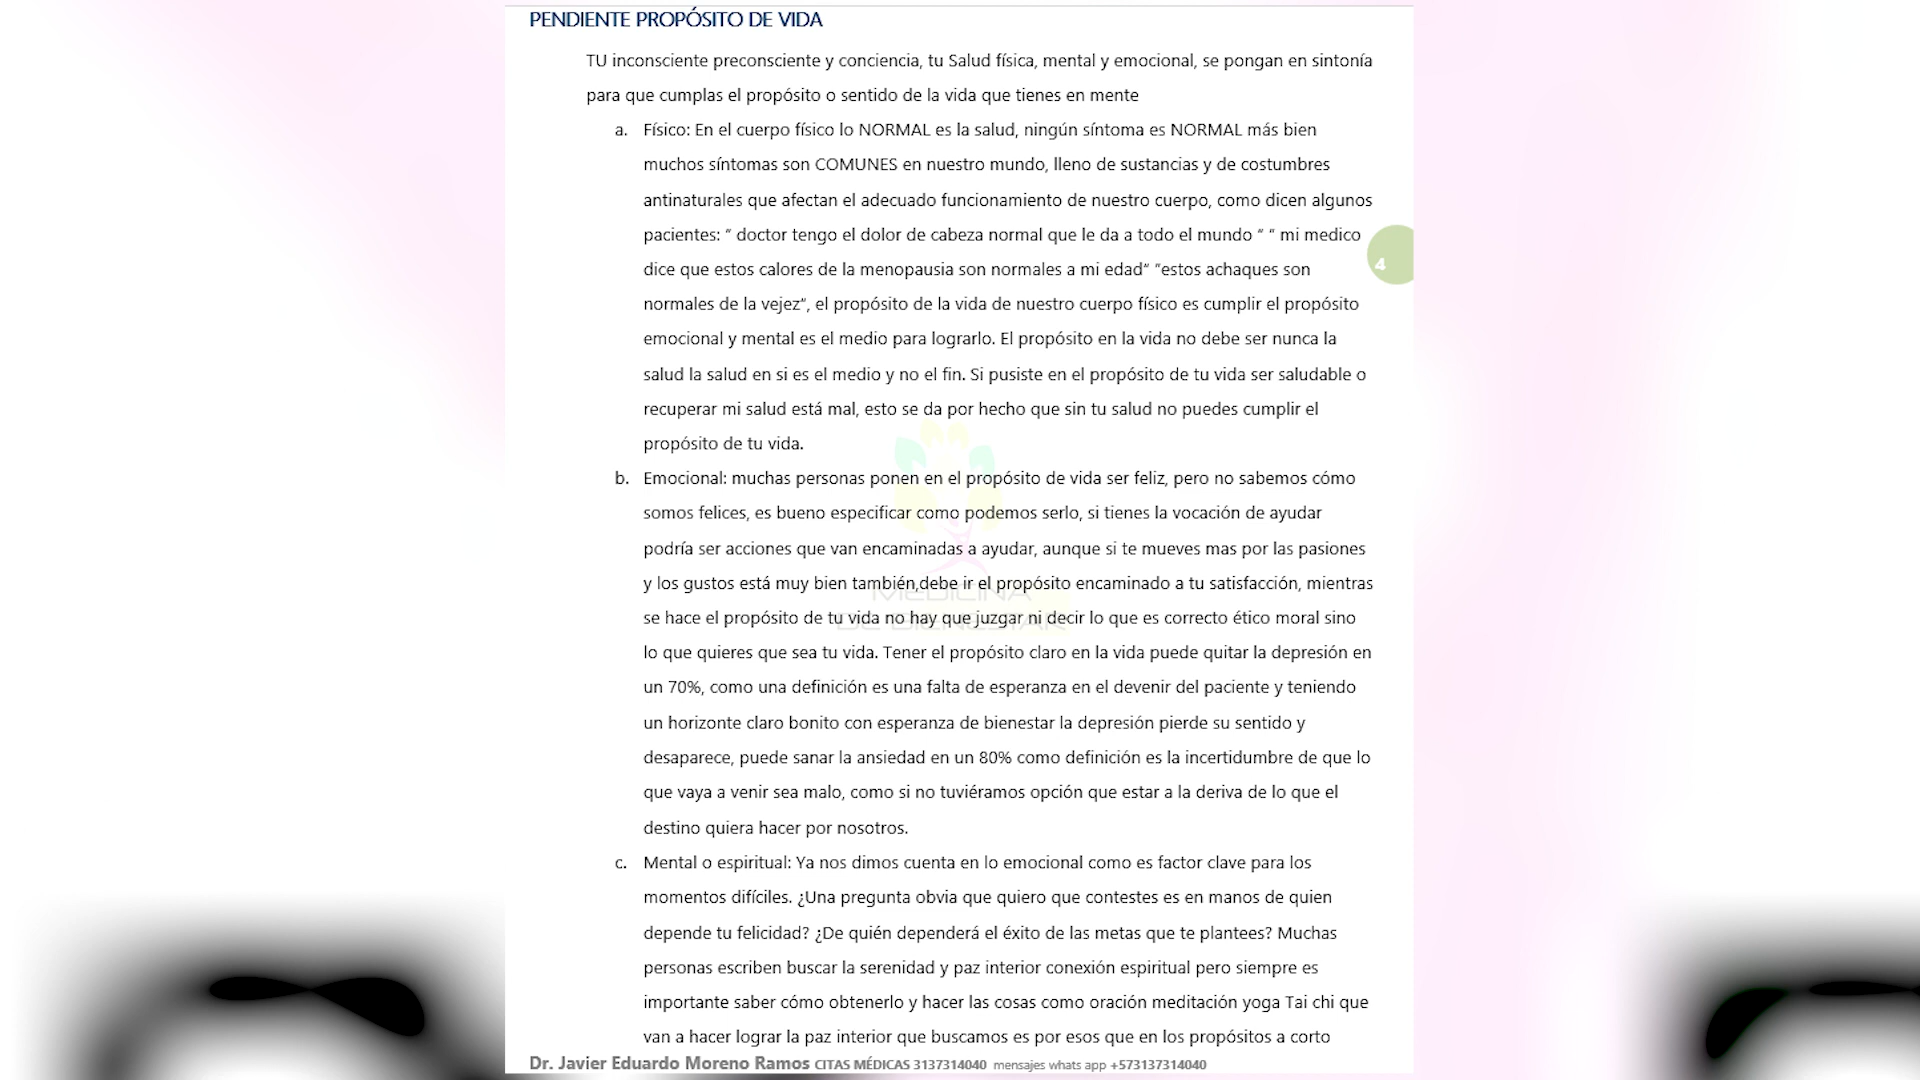 PENDIENTE PROPÓSITO DE VIDA
TU inconsciente preconsciente y conciencia, tu Salud física, mental y emocional, se pongan en sintonía
para que cumplas el propósito o sentido de la vida que tienes en mente
a. Físico: En el cuerpo físico lo NORMAL es la salud, ningún síntoma es NORMAL más bien
muchos síntomas son COMUNES en nuestro mundo, lleno de sustancias y de costumbres
antinaturales que afectan el adecuado funcionamiento de nuestro cuerpo, como dicen algunos
pacientes: " doctor tengo el dolor de cabeza normal que le da a todo el mundo " " mi medico
4
dice que estos calores de la menopausia son normales a mi edad" "estos achaques son
normales de la vejez", el propósito de la vida de nuestro cuerpo físico es cumplir el propósito
emocional y mental es el medio para lograrlo. El propósito en la vida no debe ser nunca la
salud la salud en si es el medio y no el fin. Si pusiste en el propósito de tu vida ser saludable o
recuperar mi salud está mal, esto se da por hecho que sin tu salud no puedes cumplir el
propósito de tu vida.
b. Emocional: muchas personas ponen en el propósito de vida ser feliz, pero no sabemos cómo
somos felices, es bueno especificar como podemos serlo, si tienes la vocación de ayudar
podría ser acciones que van encaminadas a ayudar, aunque si te mueves mas por las pasiones
y los gustos está muy bien también,debe ir el propósito encaminado a tu satisfacción, mientras
MEDICINA
se hace el propósito de tu vida no hay que juzgar ni decir lo que es correcto ético moral sino
DE BIENESTAR
lo que quieres que sea tu vida. Tener el propósito claro en la vida puede quitar la depresión en
un 70%, como una definición es una falta de esperanza en el devenir del paciente y teniendo
un horizonte claro bonito con esperanza de bienestar la depresión pierde su sentido y
desaparece, puede sanar la ansiedad en un 80% como definición es la incertidumbre de que lo
que vaya a venir sea malo, como si no tuviéramos opción que estar a la deriva de lo que el
destino quiera hacer por nosotros.
c. Mental o espiritual: Ya nos dimos cuenta en lo emocional como es factor clave para los
momentos difíciles. ¿Una pregunta obvia que quiero que contestes es en manos de quien
depende tu felicidad? ¿De quién dependerá el éxito de las metas que te plantees? Muchas
personas escriben buscar la serenidad y paz interior conexión espiritual pero siempre es
importante saber cómo obtenerlo y hacer las cosas como oración meditación yoga Tai chi que
van a hacer lograr la paz interior que buscamos es por esos que en los propósitos a corto
Dr. Javier Eduardo Moreno Ramos CITAS MÉDICAS 3137314040 mensajes whats app +573137314040